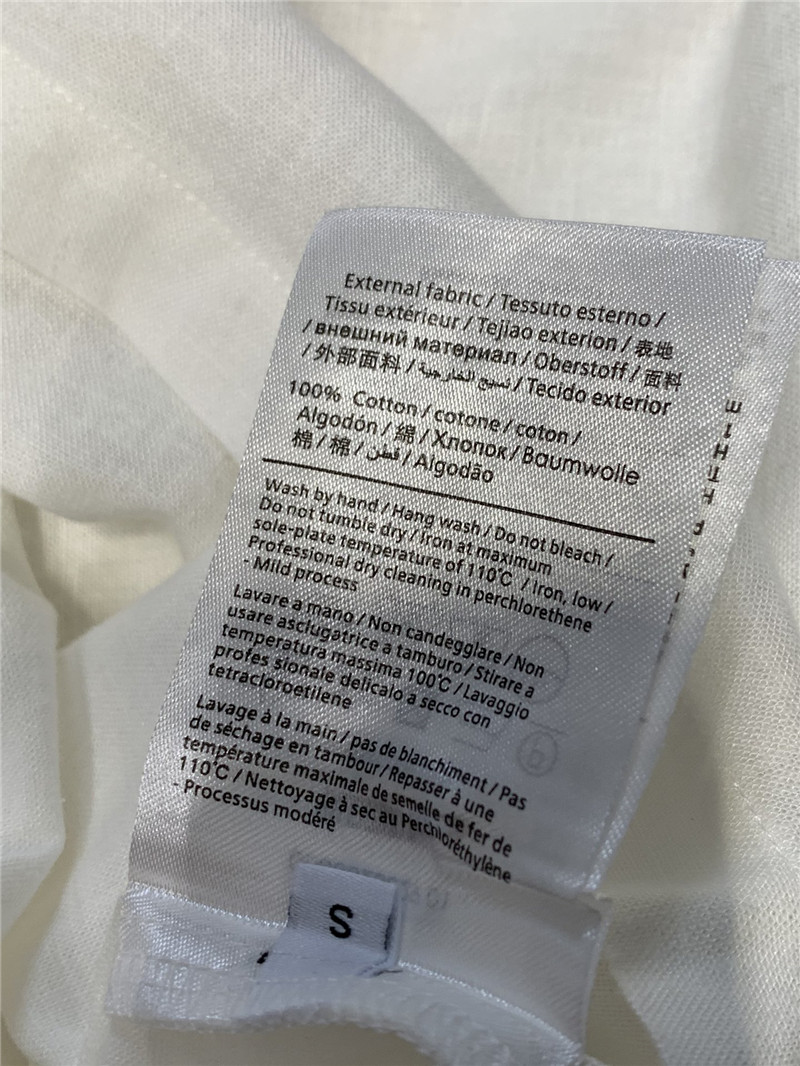 External fabric / Tessuto esterno /
Tissu extérieur / Tejiao exterion / 表地
/ внешний материал / Oberstoff / 面料
/ 外部面料 / نسيج الخارجية / Tecido exterior
100% Cotton / cotone / coton /
Algodón / 綿 / Хлопок / Baumwolle
棉 / 棉 / قطن / Algodão
Wash by hand / Hang wash / Do not bleach /
Do not tumble dry / Iron at maximum
sole-plate temperature of 110℃ / Iron, low /
Professional dry cleaning in perchlorethene
- Mild process
Lavare a mano / Non candegglare / Non
usare asclugatrice a tamburo / Stirare a
temperatura massima 100℃ / Lavaggio
profes sionale delicalo a secco con
tetracloroetilene
Lavage à la main / pas de blanchiment / Pas
de séchage en tambour / Repasser à une
température maximale de semelle de fer de
110℃ / Nettoyage à sec au Perchloréthylène
- Processus modéré
S